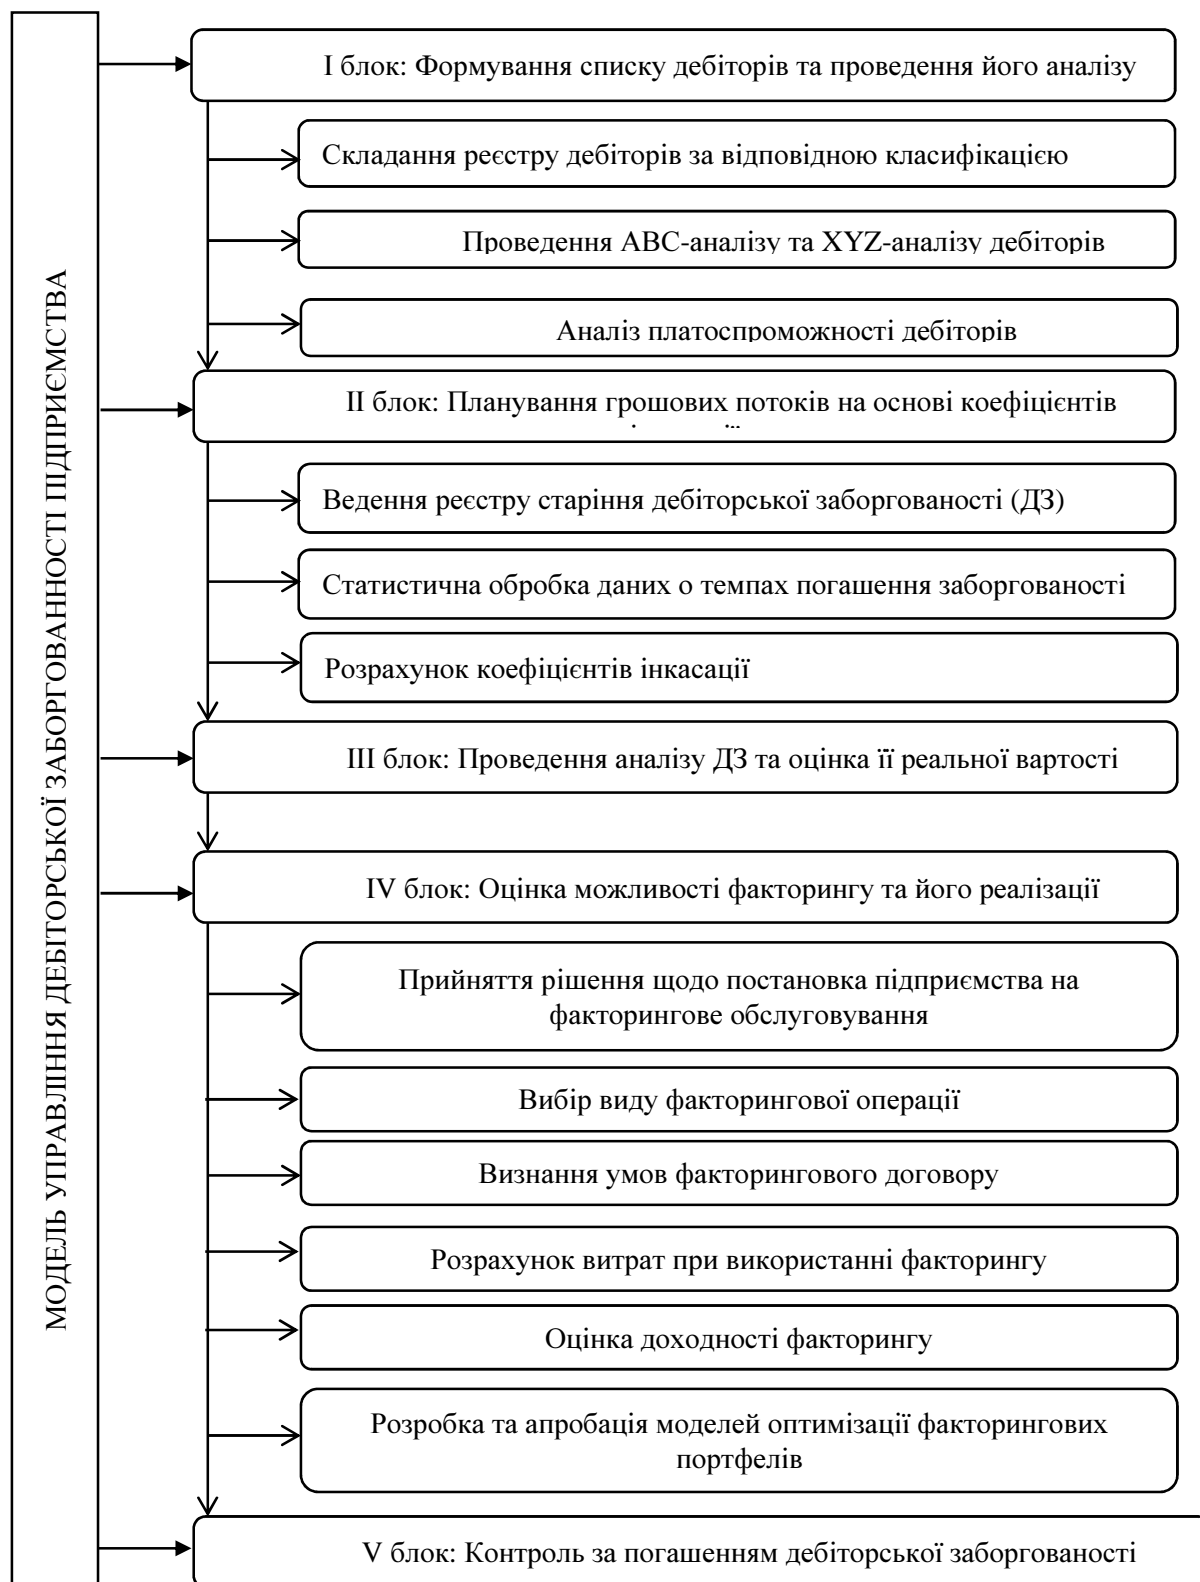 МОДЕЛЬ УПРАВЛІННЯ ДЕБІТОРСЬКОЇ ЗАБОРГОВАННОСТІ ПІДПРИЄМСТВА
І блок: Формування списку дебіторів та проведення його аналізу
Складання реєстру дебіторів за відповідною класифікацією
Проведення АВС-аналізу та XYZ-аналізу дебіторів
Аналіз платоспроможності дебіторів
ІІ блок: Планування грошових потоків на основі коефіцієнтів
Ведення реєстру старіння дебіторської заборгованості (ДЗ)
Статистична обробка даних о темпах погашення заборгованості
Розрахунок коефіцієнтів інкасації
ІІІ блок: Проведення аналізу ДЗ та оцінка її реальної вартості
IV блок: Оцінка можливості факторингу та його реалізації
Прийняття рішення щодо постановка підприємства на
факторингове обслуговування
Вибір виду факторингової операції
Визнання умов факторингового договору
Розрахунок витрат при використанні факторингу
Оцінка доходності факторингу
Розробка та апробація моделей оптимізації факторингових
портфелів
V блок: Контроль за погашенням дебіторської заборгованості